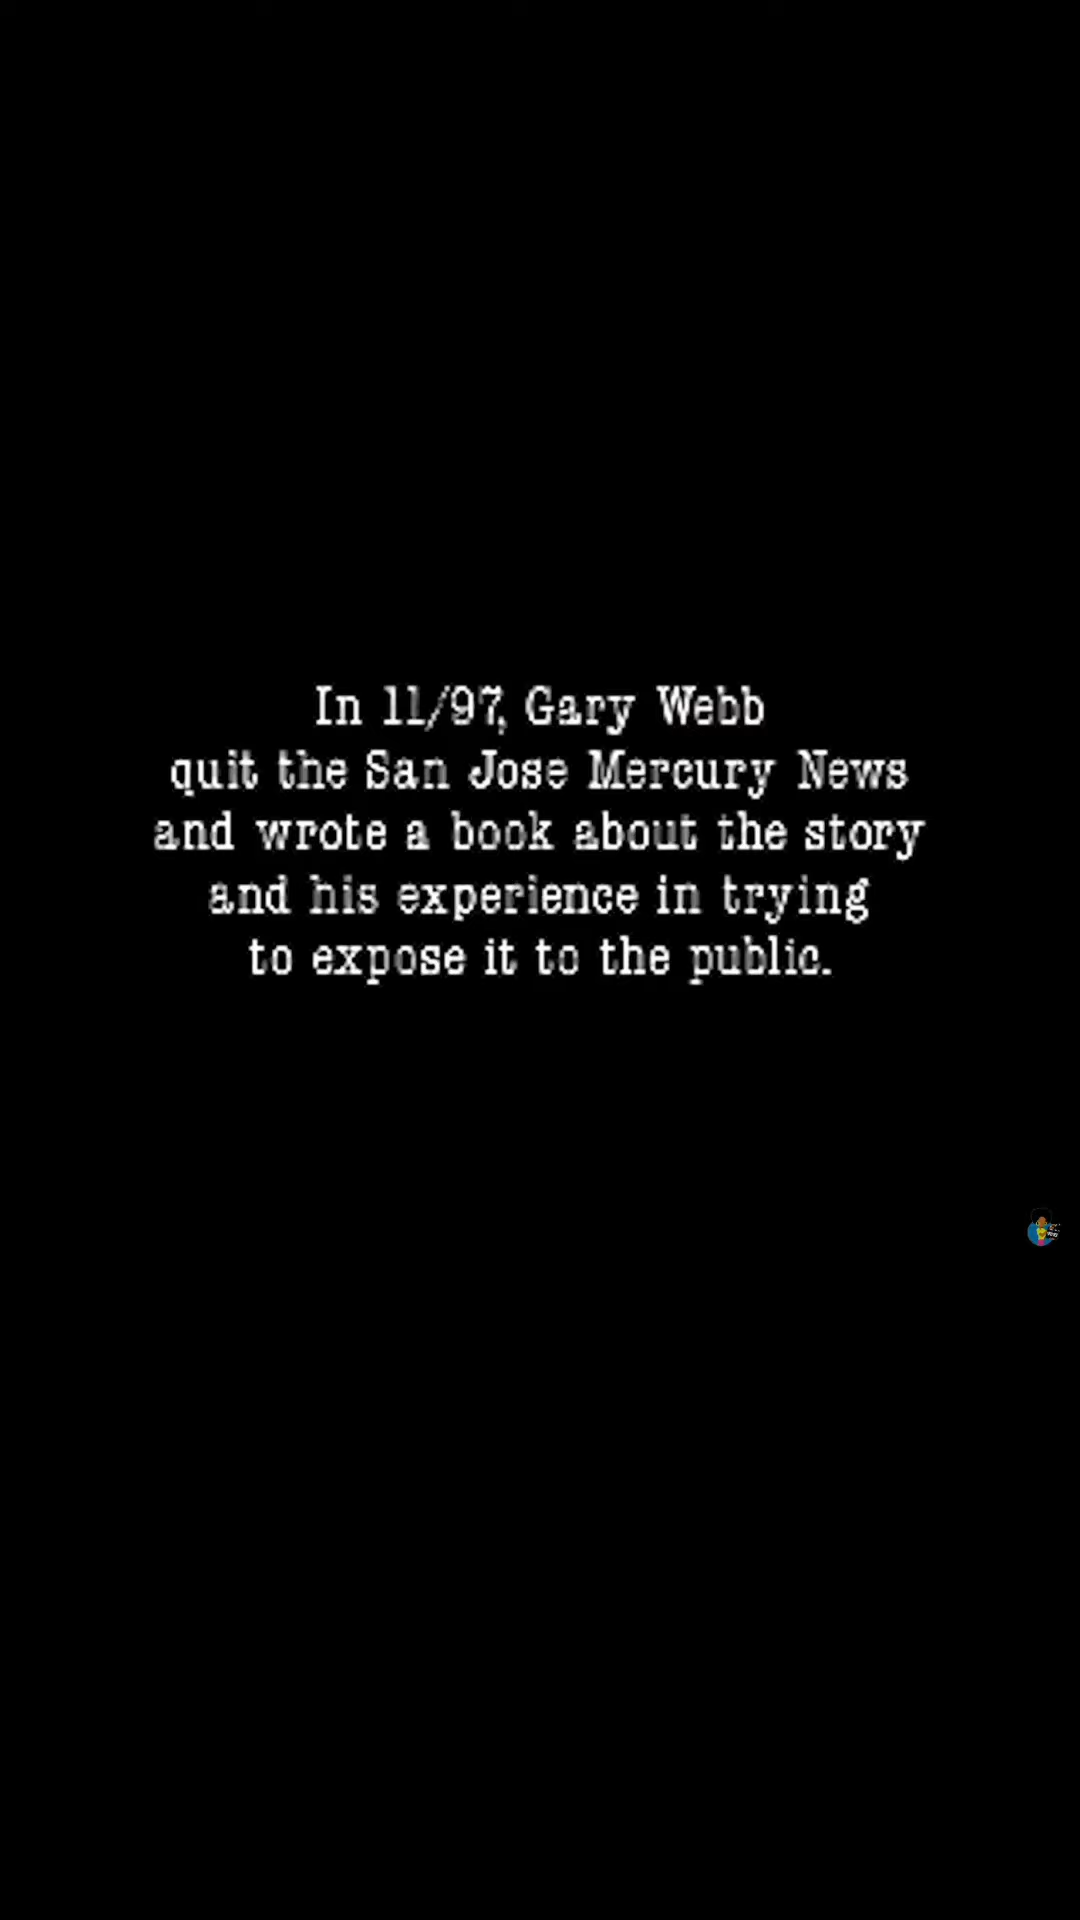 In 11/97, Gary Webb
quit the San Jose Mercury News
and wrote a book about the story
and his experience in trying
to expose it to the public.